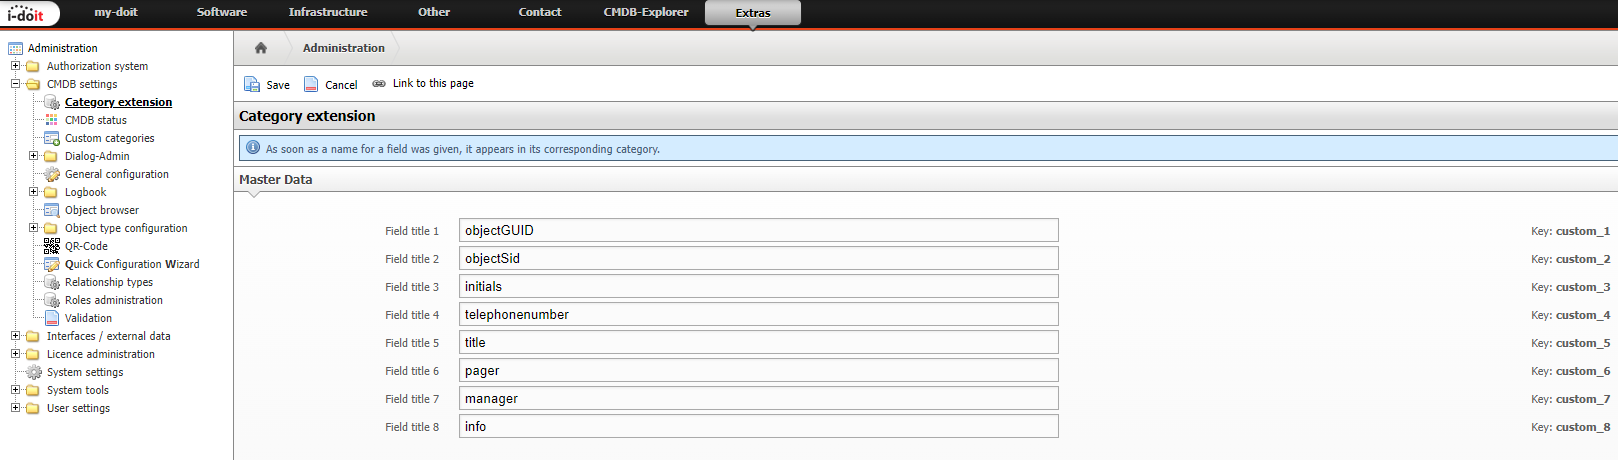 i-doit
my-doit Software Infrastructure Other Contact CMDB-Explorer Extras
Administration
Authorization system
CMDB settings
Category extension
CMDB status
Custom categories
Dialog-Admin
General configuration
Logbook
Object browser
Object type configuration
QR-Code
Quick Configuration Wizard
Relationship types
Roles administration
Validation
Interfaces / external data
Licence administration
System settings
System tools
User settings
Administration
Save Cancel Link to this page
Category extension
As soon as a name for a field was given, it appears in its corresponding category.
Master Data
Field title 1 objectGUID Key: custom_1
Field title 2 objectSid Key: custom_2
Field title 3 initials Key: custom_3
Field title 4 telephonenumber Key: custom_4
Field title 5 title Key: custom_5
Field title 6 pager Key: custom_6
Field title 7 manager Key: custom_7
Field title 8 info Key: custom_8